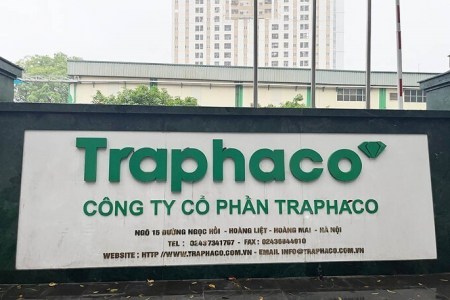 Traphaco
CÔNG TY CỔ PHẦN TRAPHACO
NGÕ 15 ĐƯỜNG NGỌC HỒI - HOÀNG LIỆT - HOÀNG MAI - HÀ NỘI
TEL : 02437341797 - FAX : 02436844910
WEBSITE : HTTP://WWW.TRAPHACO.COM.VN - EMAIL INFO@TRAPHACO.COM.VN